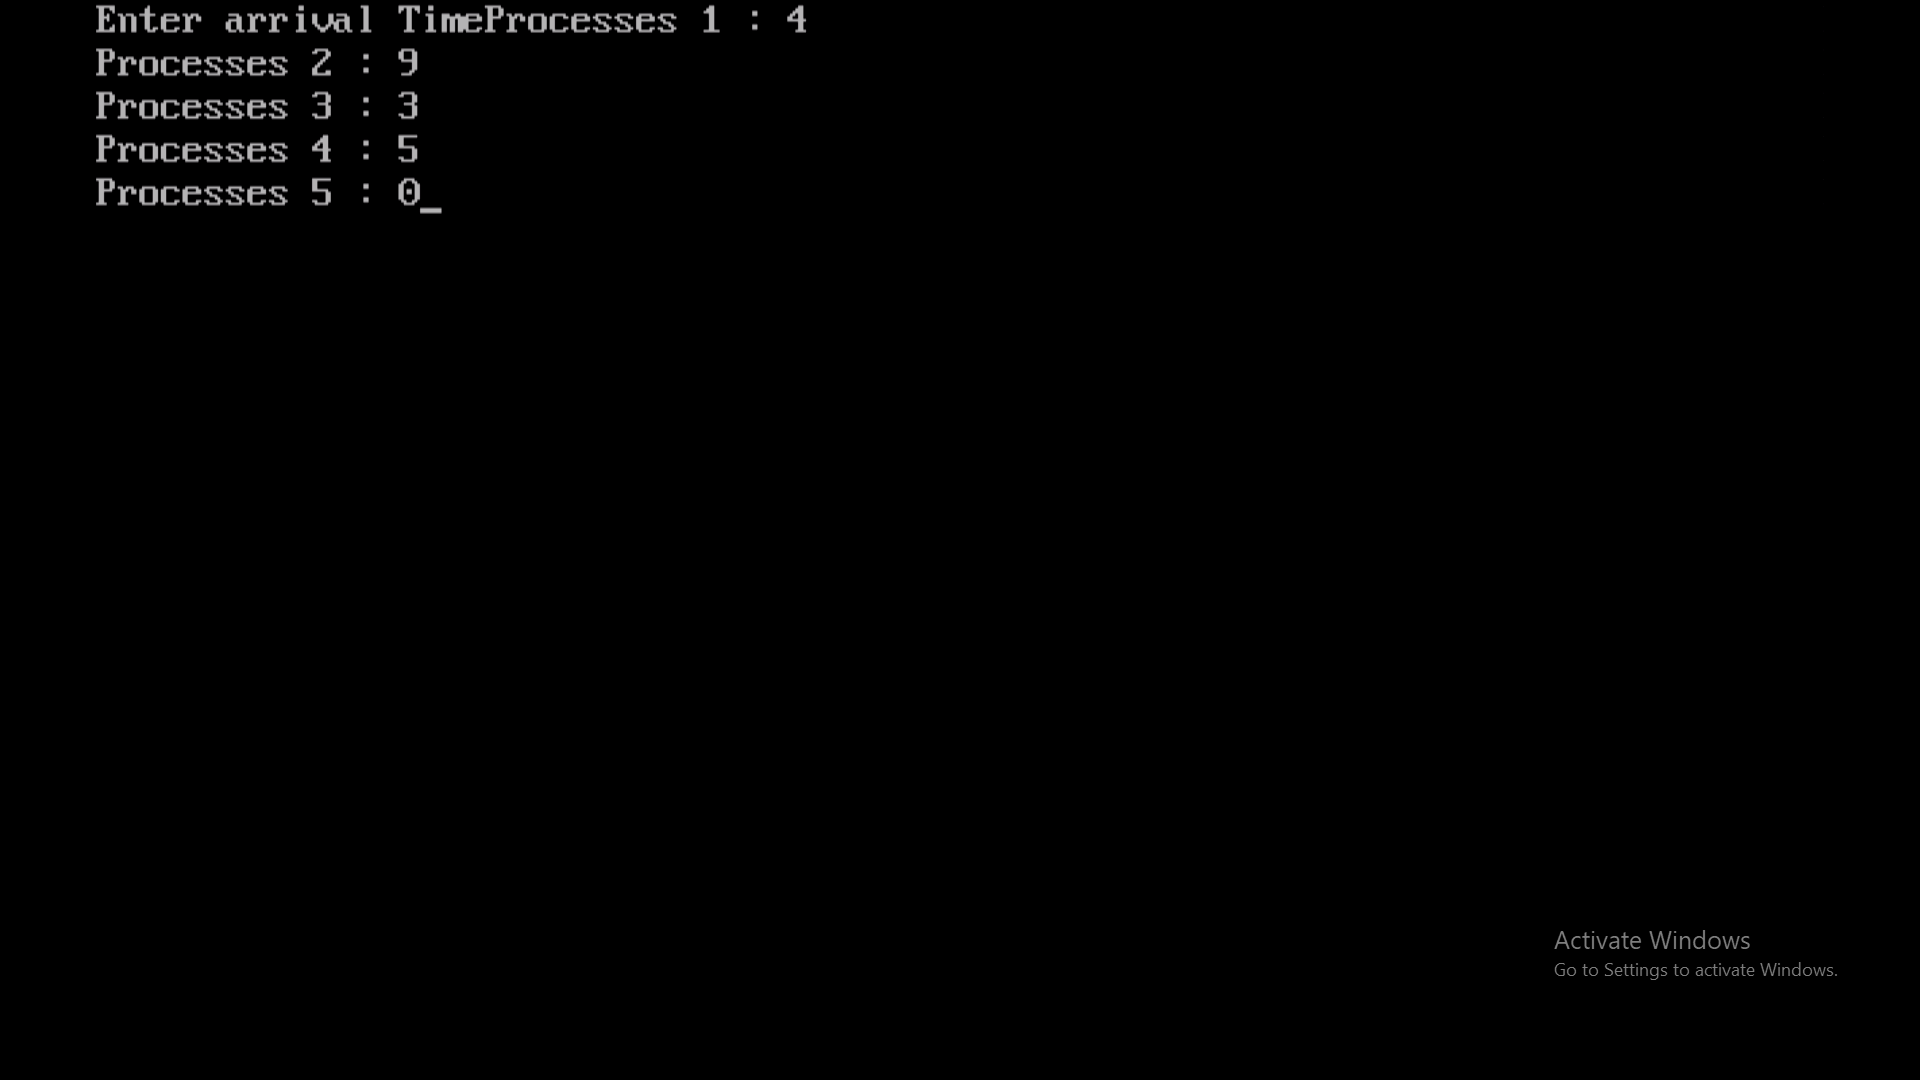 Enter arrival TimeProcesses 1 : 4
Processes 2 : 9
Processes 3 : 3
Processes 4 : 5
Processes 5 : 0_
Activate Windows
Go to Settings to activate Windows.